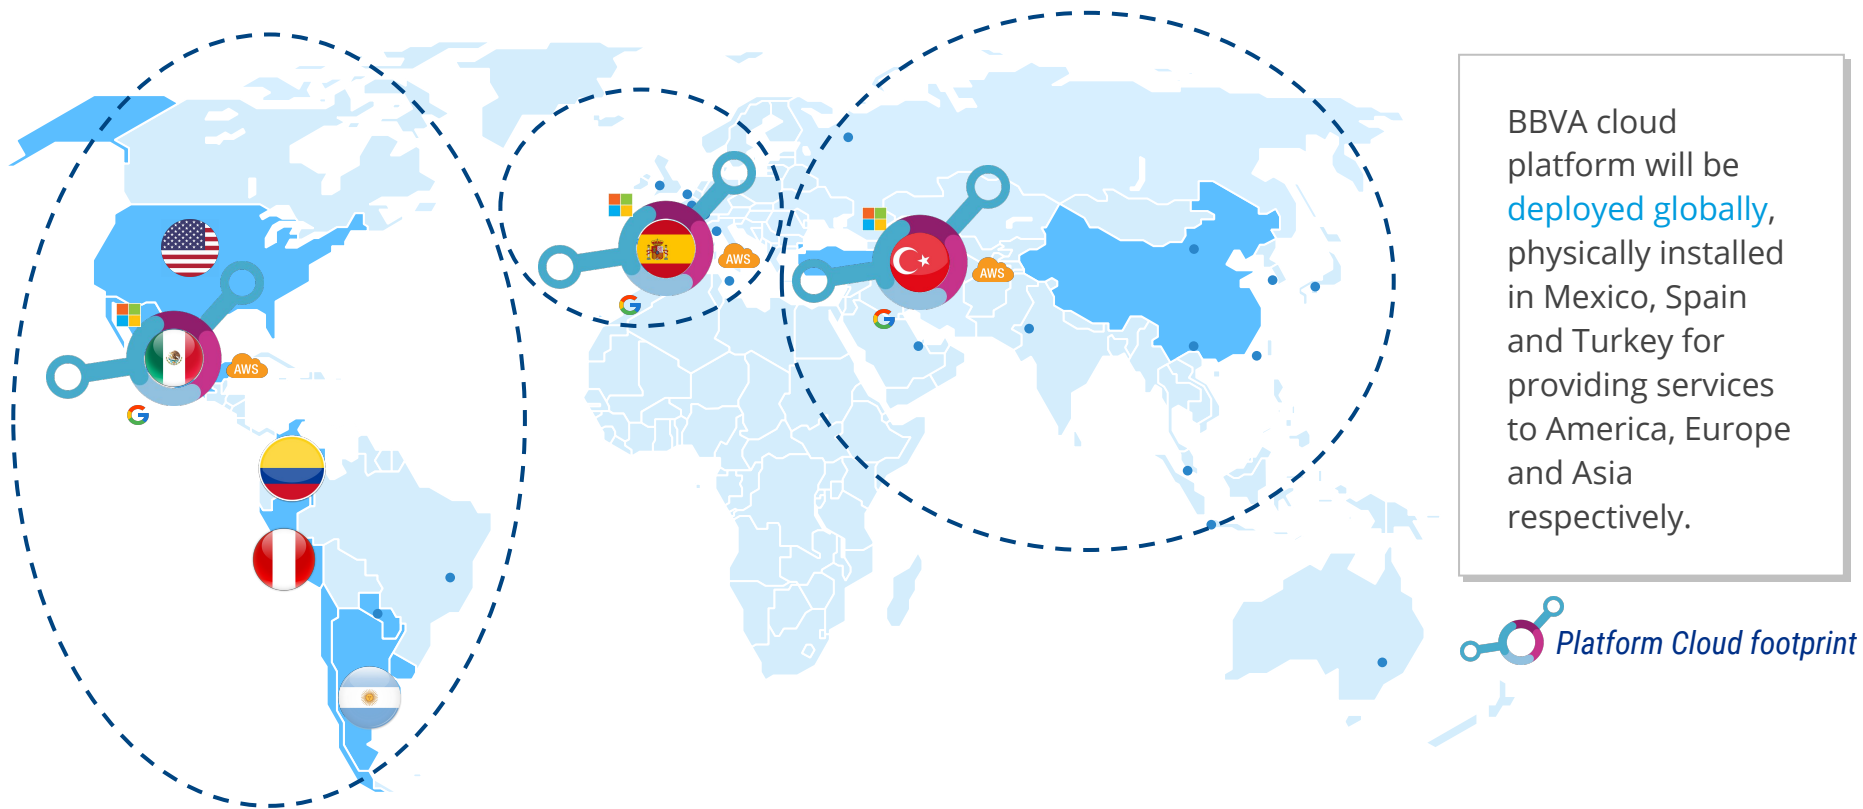 BBVA cloud
platform will be
deployed globally,
physically installed
in Mexico, Spain
and Turkey for
providing services
to America, Europe
and Asia
respectively.
Platform Cloud footprint
AWS
AWS
AWS